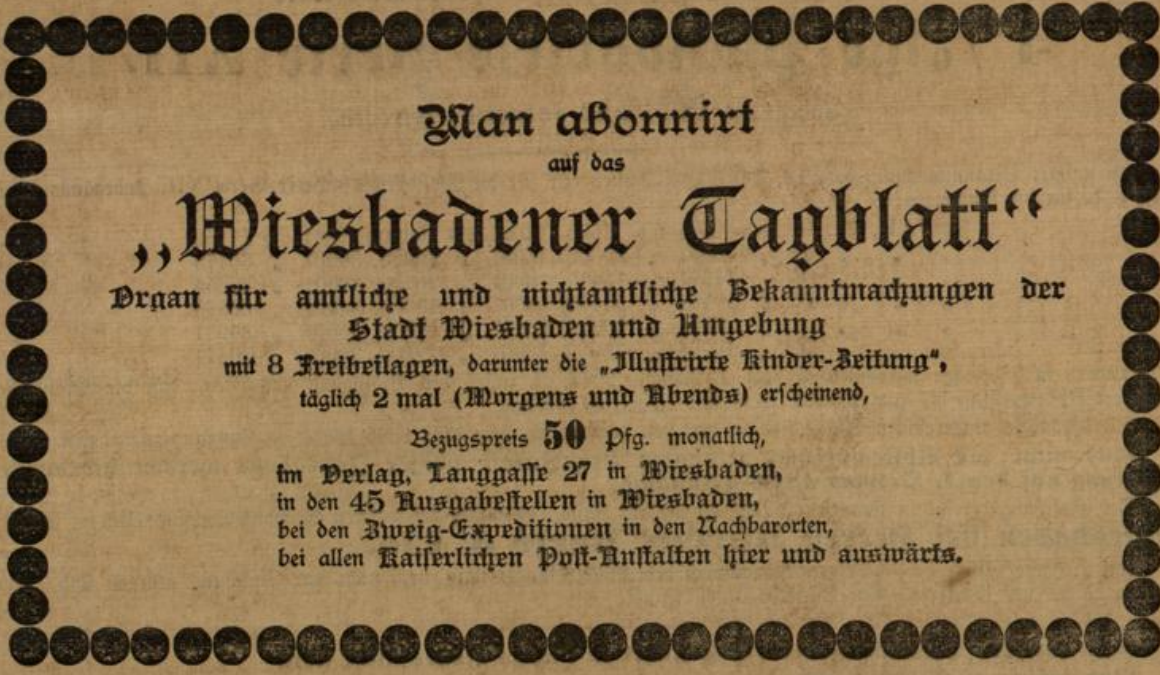 Man abonnirt
auf das
„Wiesbadener Tagblatt“
Organ für amtliche und nichtamtliche Bekanntmachungen der
Stadt Wiesbaden und Umgebung
mit 8 Freibeilagen, darunter die „Illustrirte Kinder-Zeitung“,
täglich 2 mal (Morgens und Abends) erscheinend,
Bezugspreis 50 Pfg. monatlich,
im Verlag, Langgasse 27 in Wiesbaden,
in den 45 Ausgabestellen in Wiesbaden,
bei den Zweig-Expeditionen in den Nachbarorten,
bei allen Kaiserlichen Post-Anstalten hier und auswärts.